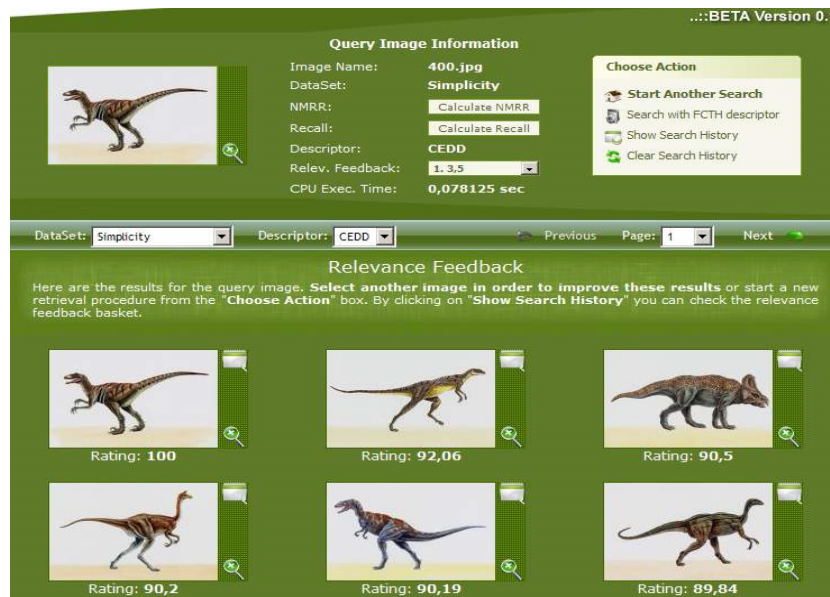 ..::BETA Version 0.
Query Image Information
Image Name: 400.jpg
DataSet: Simplicity
NMRR: Calculate NMRR
Recall: Calculate Recall
Descriptor: CEDD
Relev. Feedback: 1. 3,5
CPU Exec. Time: 0,078125 sec
Choose Action
Start Another Search
Search with FCTH descriptor
Show Search History
Clear Search History
DataSet: Simplicity Descriptor: CEDD Previous Page: 1 Next
Relevance Feedback
Here are the results for the query image. Select another image in order to improve these results or start a new
retrieval procedure from the "Choose Action" box. By clicking on "Show Search History" you can check the relevance
feedback basket.
Rating: 100
Rating: 92,06
Rating: 90,5
Rating: 90,2
Rating: 90,19
Rating: 89,84